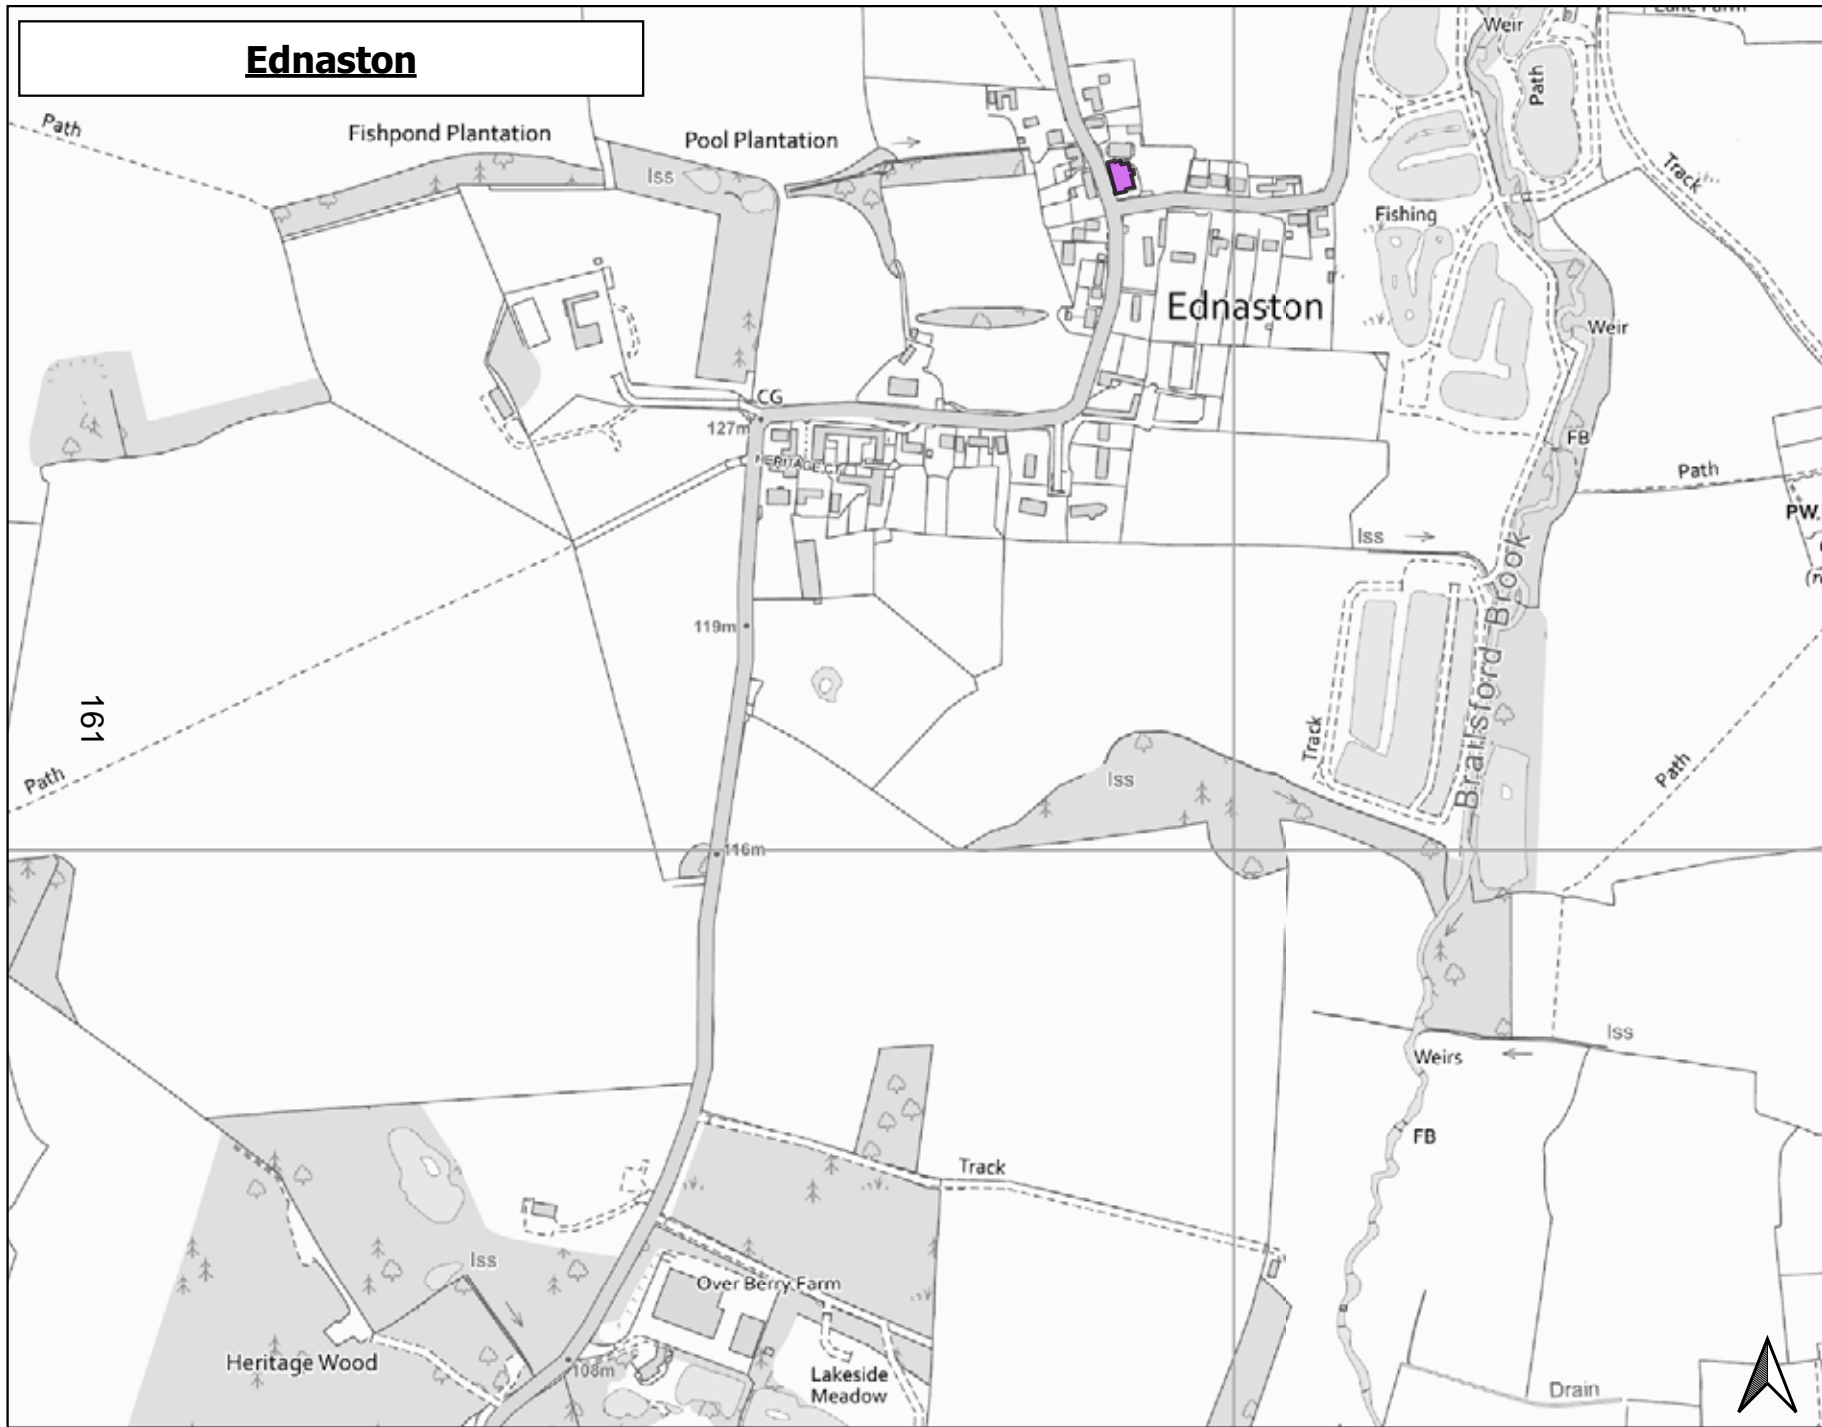 Ednaston
Weir
Path
Path
Fishpond Plantation
Pool Plantation
Iss
Track
Fishing
Ednaston
Weir
CG
127m
HERITAGE CT
FB
Path
PW
Iss
Brailsford Brook
119m
161
Path
Track
Iss
Path
116m
Iss
Weirs
FB
Track
Iss
Over Berry Farm
Heritage Wood
108m
Lakeside
Meadow
Drain